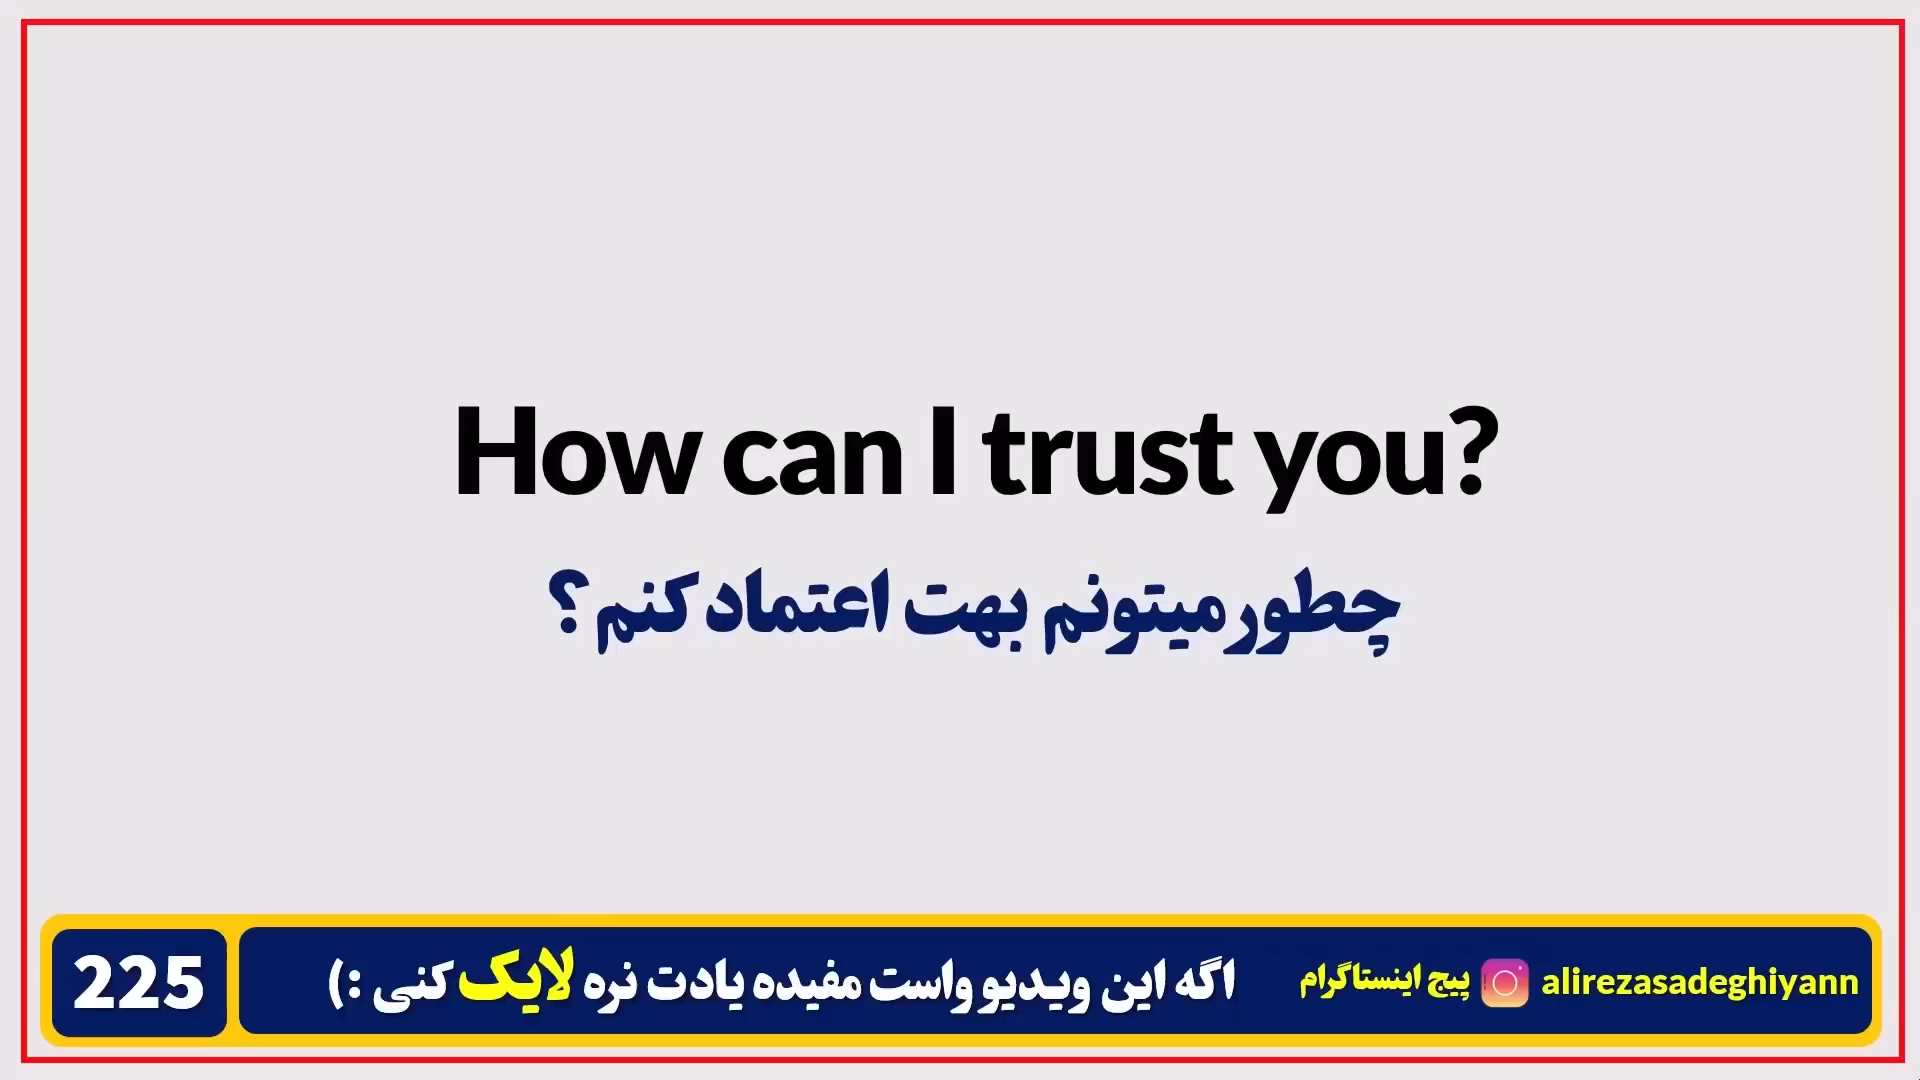 How can I trust you?
چطور میتونم بهت اعتماد کنم؟
225
اگه این ویدیو واست مفیده یادت نره لایک کنی :)
پیج اینستاگرام
alirezasadeghiyann